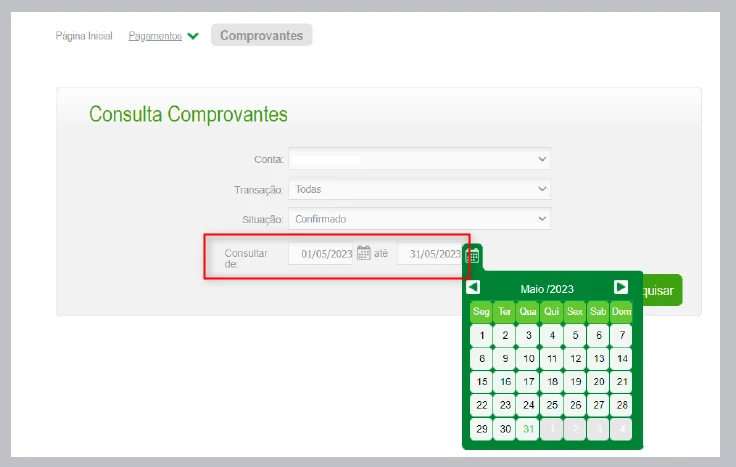 Página Inicial Pagamentos Comprovantes
Consulta Comprovantes
Conta:
Transação: Todas
Situação: Confirmado
Consultar de: 01/05/2023 até 31/05/2023
quisar
Maio /2023
Seg Ter Qua Qui Sex Sab Dom
1 2 3 4 5 6 7
8 9 10 11 12 13 14
15 16 17 18 19 20 21
22 23 24 25 26 27 28
29 30 31 1 2 3 4